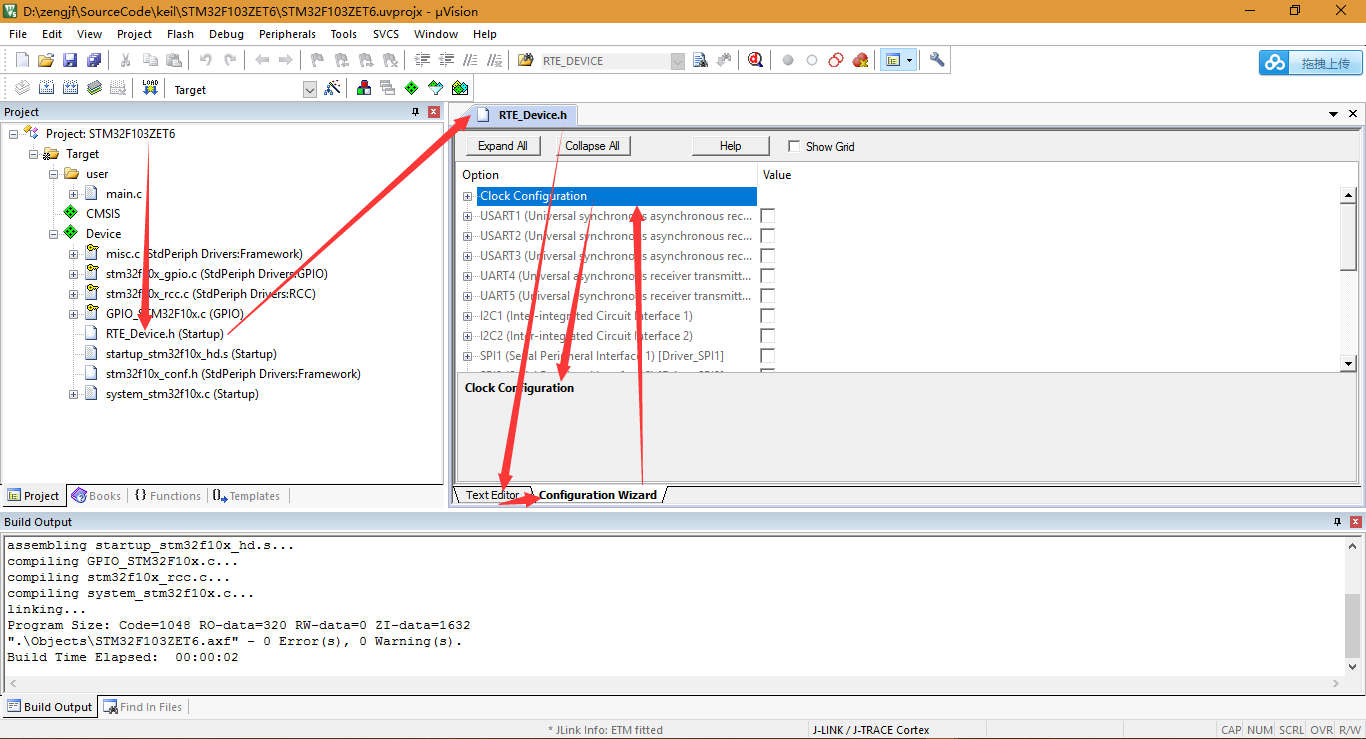 D:\zengjf\SourceCode\keil\STM32F103ZET6\STM32F103ZET6.uvprojx - µVision
File Edit View Project Flash Debug Peripherals Tools SVCS Window Help
RTE_DEVICE
拖拽上传
LOAD
Target
Project
RTE_Device.h
Project: STM32F103ZET6
Target
user
main.c
CMSIS
Device
misc.c (StdPeriph Drivers:Framework)
stm32f10x_gpio.c (StdPeriph Drivers:GPIO)
stm32f10x_rcc.c (StdPeriph Drivers:RCC)
GPIO_STM32F10x.c (GPIO)
RTE_Device.h (Startup)
startup_stm32f10x_hd.s (Startup)
stm32f10x_conf.h (StdPeriph Drivers:Framework)
system_stm32f10x.c (Startup)
Project Books Functions Templates
Expand All Collapse All Help Show Grid
Option Value
Clock Configuration
USART1 (Universal synchronous asynchronous rec...
USART2 (Universal synchronous asynchronous rec...
USART3 (Universal synchronous asynchronous rec...
UART4 (Universal asynchronous receiver transmitt...
UART5 (Universal asynchronous receiver transmitt...
I2C1 (Inter-integrated Circuit Interface 1)
I2C2 (Inter-integrated Circuit Interface 2)
SPI1 (Serial Peripheral Interface 1) [Driver_SPI1]
Clock Configuration
Text Editor Configuration Wizard
Build Output
assembling startup_stm32f10x_hd.s...
compiling GPIO_STM32F10x.c...
compiling stm32f10x_rcc.c...
compiling system_stm32f10x.c...
linking...
Program Size: Code=1048 RO-data=320 RW-data=0 ZI-data=1632
".\Objects\STM32F103ZET6.axf" - 0 Error(s), 0 Warning(s).
Build Time Elapsed:  00:00:02
Build Output Find In Files
* JLink Info: ETM fitted J-LINK / J-TRACE Cortex CAP NUM SCRL OVR R/W